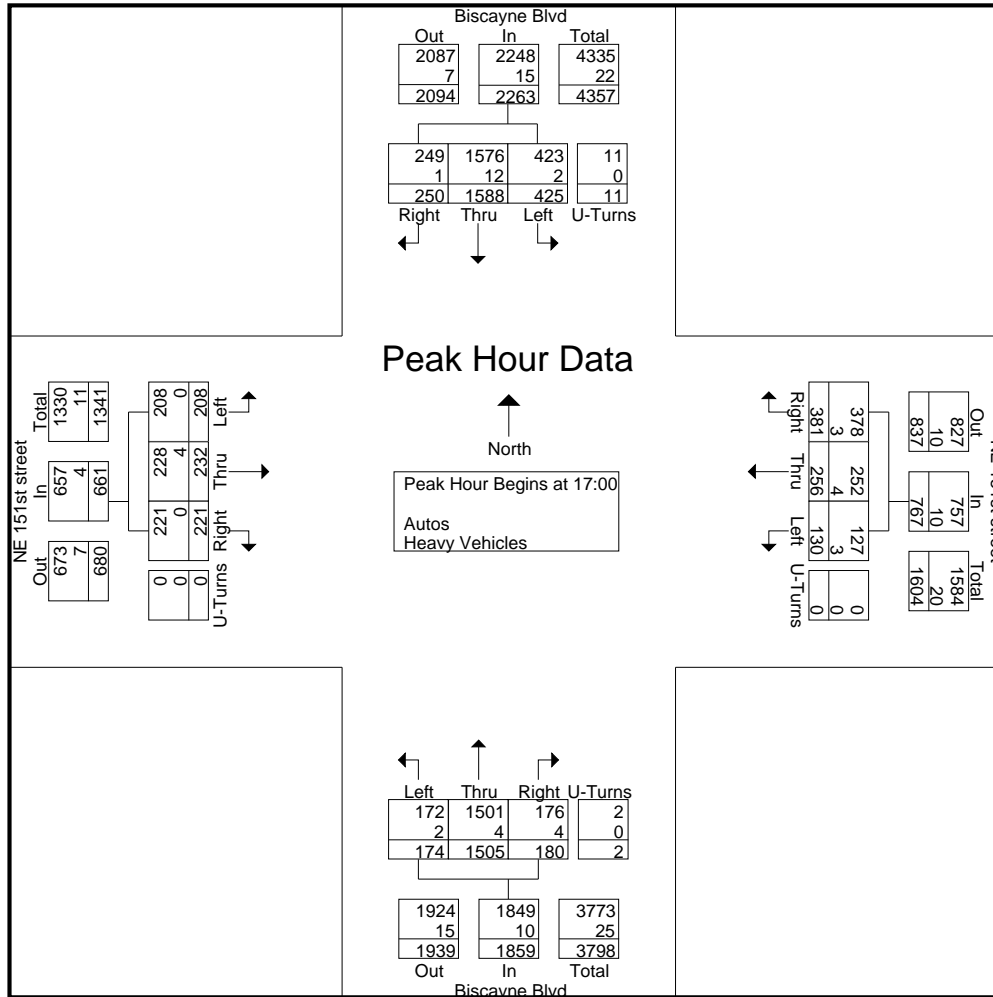 Biscayne Blvd
Out In Total
2087 2248 4335
7 15 22
2094 2263 4357
249 1576 423 11
1 12 2 0
250 1588 425 11
Right Thru Left U-Turns
Peak Hour Data
North
Peak Hour Begins at 17:00
Autos
Heavy Vehicles
NE 151st street
Total In Out
1341 661 680
11 4 7
1330 657 673
Left Thru Right U-Turns
208 232 221 0
0 4 0 0
208 228 221 0
Out In Total
827 757 1584
10 10 20
837 767 1604
Right Thru Left U-Turns
378 252 127 0
3 4 3 0
381 256 130 0
Left Thru Right U-Turns
172 1501 176 2
2 4 4 0
174 1505 180 2
1924 1849 3773
15 10 25
1939 1859 3798
Out In Total
Biscayne Blvd